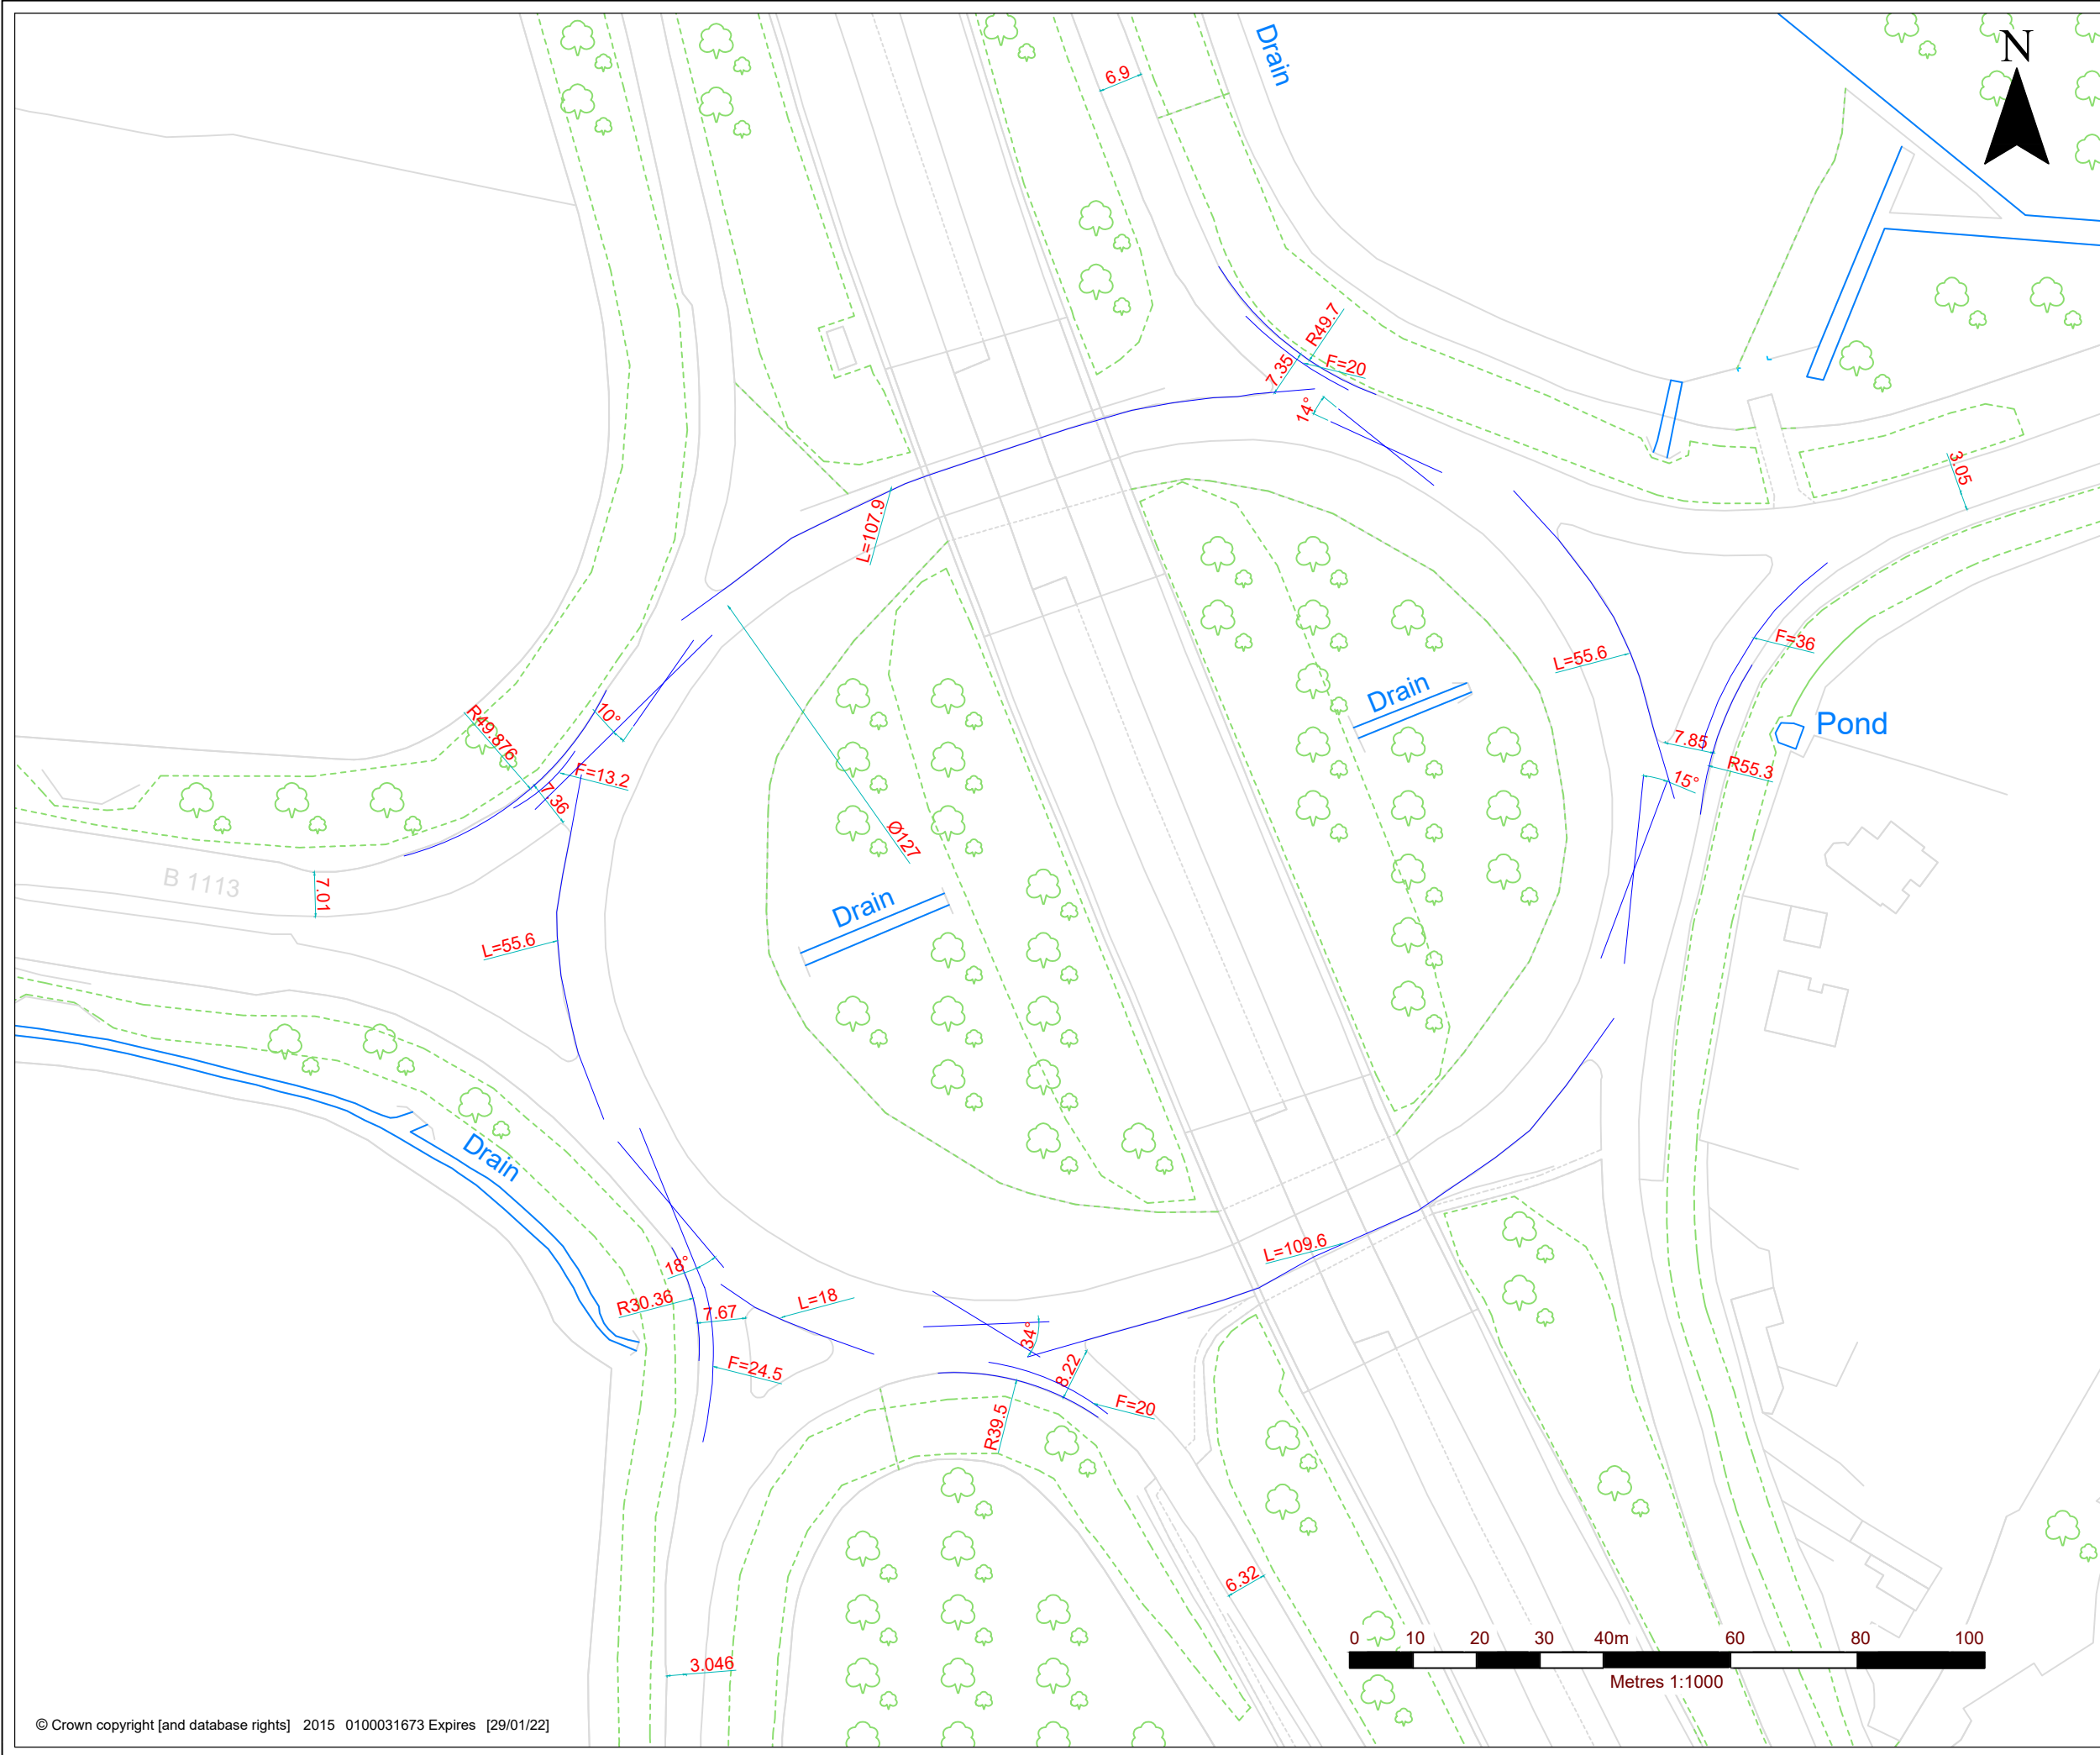 Drain
N
6.9
R49.7
7.35
F=20
14°
3.05
L=107.9
L=55.6
F=36
Drain
7.85
Pond
R55.3
15°
R49.876
10°
F=13.2
7.36
Ø127
B 1113
7.01
Drain
L=55.6
Drain
18°
R30.36
7.67
L=18
F=24.5
L=109.6
34°
8.22
F=20
R39.5
6.32
3.046
0 10 20 30 40m 60 80 100
Metres 1:1000
© Crown copyright [and database rights] 2015 0100031673 Expires [29/01/22]